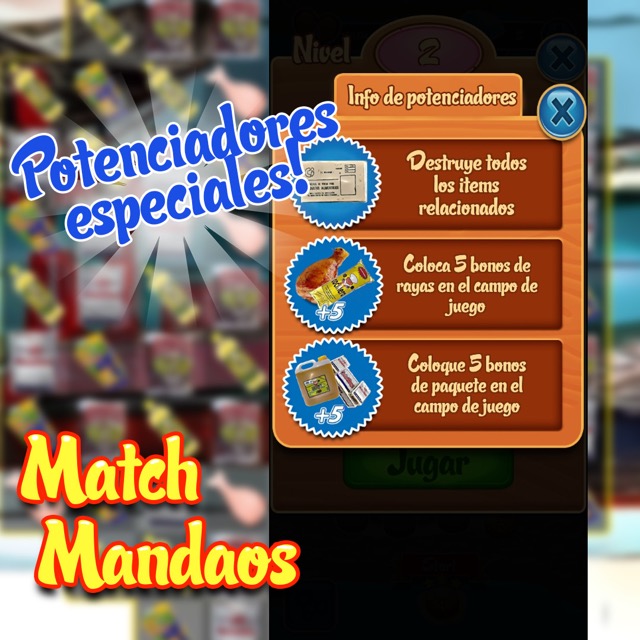 Nivel 2
Info de potenciadores
X
Potenciadores
especiales!
Destruye todos
los items
relacionados
Coloca 5 bonos de
rayas en el campo de
juego
+5
Coloque 5 bonos
de paquete en el
campo de juego
+5
Jugar
Match
Mandaos